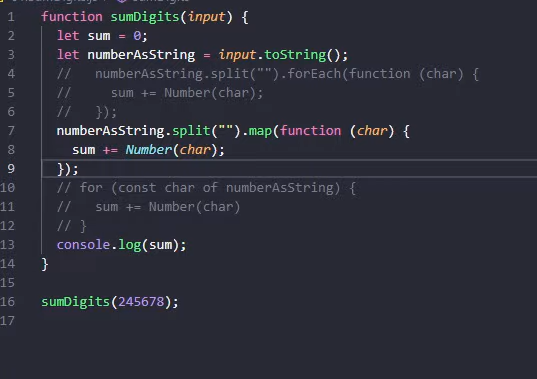 1 function sumDigits(input) {
2   let sum = 0;
3   let numberAsString = input.toString();
4   //   numberAsString.split("").forEach(function (char) {
5   //     sum += Number(char);
6   //   });
7   numberAsString.split("").map(function (char) {
8     sum += Number(char);
9   });
10   // for (const char of numberAsString) {
11   //   sum += Number(char)
12   // }
13   console.log(sum);
14 }
15
16 sumDigits(245678);
17